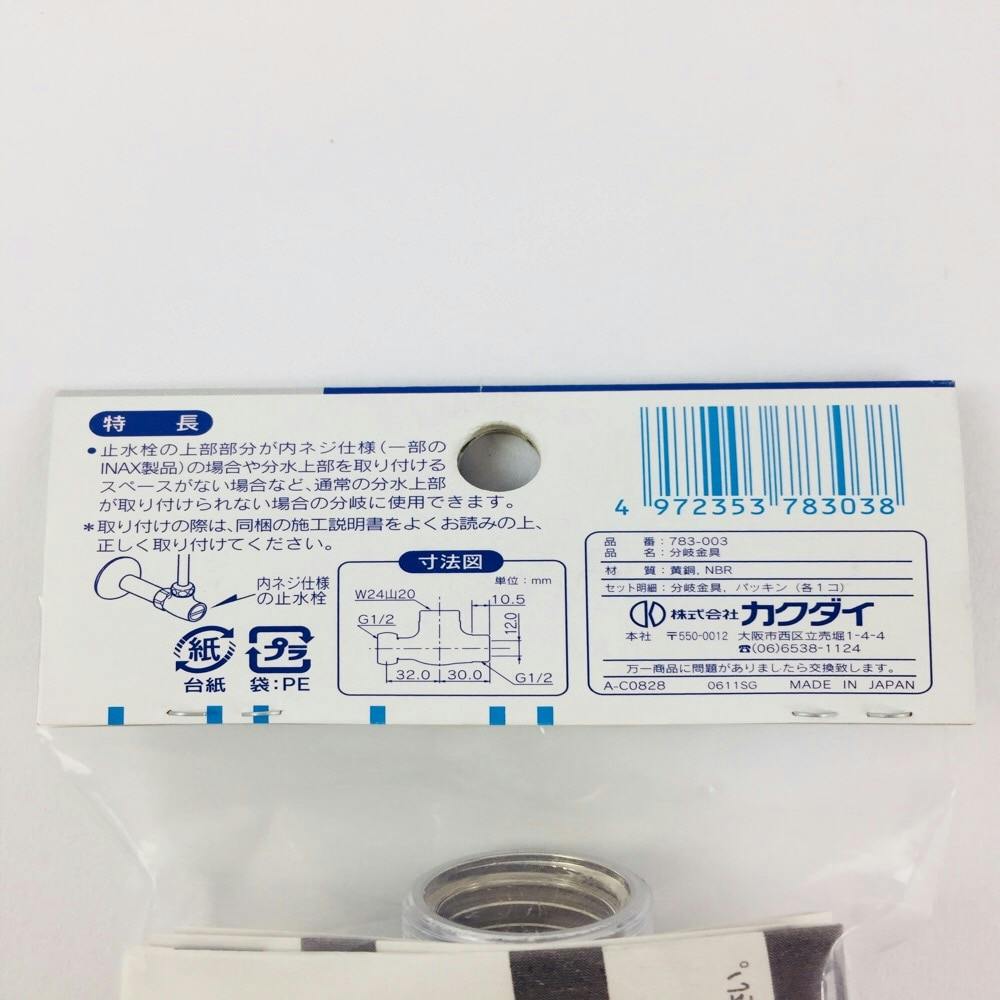 特長
・止水栓の上部部分が内ネジ仕様(一部の
INAX製品)の場合や分水上部を取り付ける
スペースがない場合など、通常の分水上部
が取り付けられない場合の分岐に使用できます。
*取り付けの際は、同梱の施工説明書をよくお読みの上、
正しく取り付けてください。
内ネジ仕様
の止水栓
紙
台紙
プラ
袋:PE
寸法図
単位:mm
W24山20
10.5
G1/2
12.0
32.0
30.0
G1/2
4 972353 783038
品番:783-003
品名:分岐金具
材質:黄銅, NBR
セット明細:分岐金具, パッキン(各1コ)
株式会社カクダイ
本社 〒550-0012 大阪市西区立売堀1-4-4
☎(06)6538-1124
万一商品に問題がありましたら交換致します。
A-C0828 0611SG MADE IN JAPAN
い。